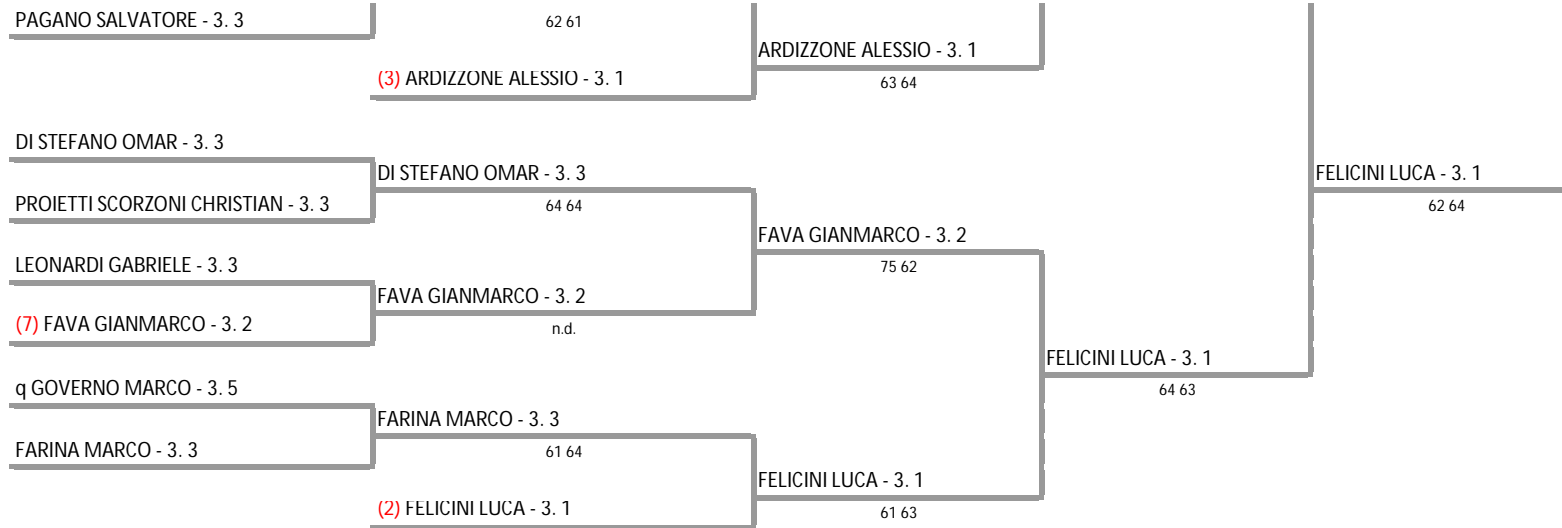 PAGANO SALVATORE - 3. 3
62 61
ARDIZZONE ALESSIO - 3. 1
(3) ARDIZZONE ALESSIO - 3. 1
63 64
DI STEFANO OMAR - 3. 3
DI STEFANO OMAR - 3. 3
FELICINI LUCA - 3. 1
PROIETTI SCORZONI CHRISTIAN - 3. 3
64 64
62 64
FAVA GIANMARCO - 3. 2
LEONARDI GABRIELE - 3. 3
75 62
FAVA GIANMARCO - 3. 2
(7) FAVA GIANMARCO - 3. 2
n.d.
FELICINI LUCA - 3. 1
q GOVERNO MARCO - 3. 5
64 63
FARINA MARCO - 3. 3
FARINA MARCO - 3. 3
61 64
FELICINI LUCA - 3. 1
(2) FELICINI LUCA - 3. 1
61 63